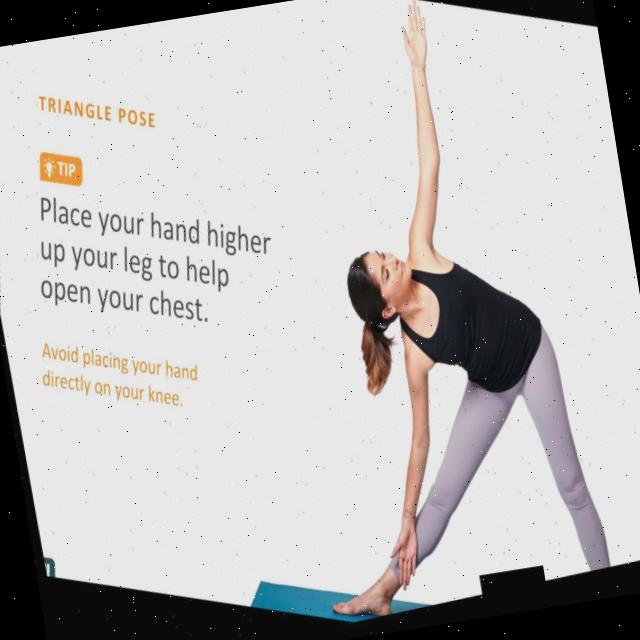 TRIANGLE POSE
TIP
Place your hand higher
up your leg to help
open your chest.
Avoid placing your hand
directly on your knee.